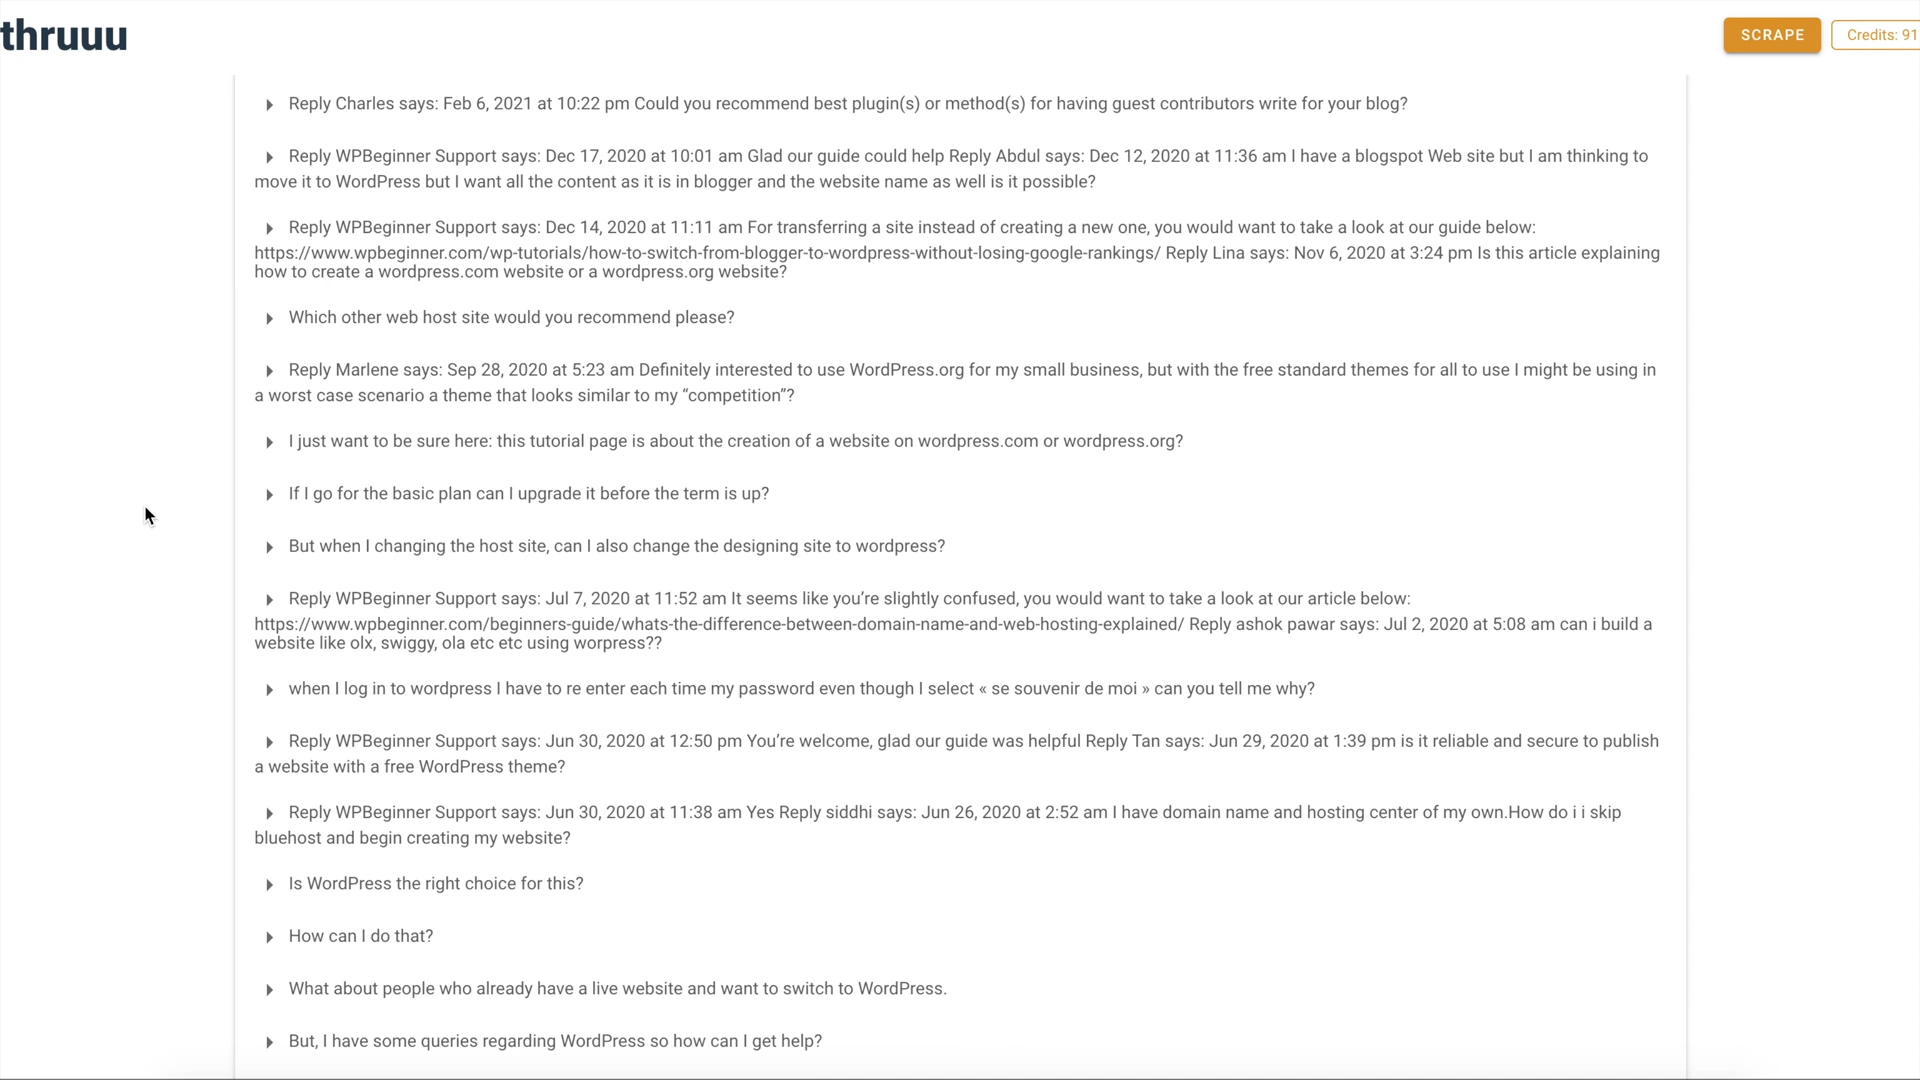 thruuu
SCRAPE
Credits: 91
Reply Charles says: Feb 6, 2021 at 10:22 pm Could you recommend best plugin(s) or method(s) for having guest contributors write for your blog?
Reply WPBeginner Support says: Dec 17, 2020 at 10:01 am Glad our guide could help Reply Abdul says: Dec 12, 2020 at 11:36 am I have a blogspot Web site but I am thinking to
move it to WordPress but I want all the content as it is in blogger and the website name as well is it possible?
Reply WPBeginner Support says: Dec 14, 2020 at 11:11 am For transferring a site instead of creating a new one, you would want to take a look at our guide below:
https://www.wpbeginner.com/wp-tutorials/how-to-switch-from-blogger-to-wordpress-without-losing-google-rankings/ Reply Lina says: Nov 6, 2020 at 3:24 pm Is this article explaining
how to create a wordpress.com website or a wordpress.org website?
Which other web host site would you recommend please?
Reply Marlene says: Sep 28, 2020 at 5:23 am Definitely interested to use WordPress.org for my small business, but with the free standard themes for all to use I might be using in
a worst case scenario a theme that looks similar to my “competition”?
I just want to be sure here: this tutorial page is about the creation of a website on wordpress.com or wordpress.org?
If I go for the basic plan can I upgrade it before the term is up?
But when I changing the host site, can I also change the designing site to wordpress?
Reply WPBeginner Support says: Jul 7, 2020 at 11:52 am It seems like you’re slightly confused, you would want to take a look at our article below:
https://www.wpbeginner.com/beginners-guide/whats-the-difference-between-domain-name-and-web-hosting-explained/ Reply ashok pawar says: Jul 2, 2020 at 5:08 am can i build a
website like olx, swiggy, ola etc etc using worpress??
when I log in to wordpress I have to re enter each time my password even though I select « se souvenir de moi » can you tell me why?
Reply WPBeginner Support says: Jun 30, 2020 at 12:50 pm You’re welcome, glad our guide was helpful Reply Tan says: Jun 29, 2020 at 1:39 pm is it reliable and secure to publish
a website with a free WordPress theme?
Reply WPBeginner Support says: Jun 30, 2020 at 11:38 am Yes Reply siddhi says: Jun 26, 2020 at 2:52 am I have domain name and hosting center of my own.How do i i skip
bluehost and begin creating my website?
Is WordPress the right choice for this?
How can I do that?
What about people who already have a live website and want to switch to WordPress.
But, I have some queries regarding WordPress so how can I get help?